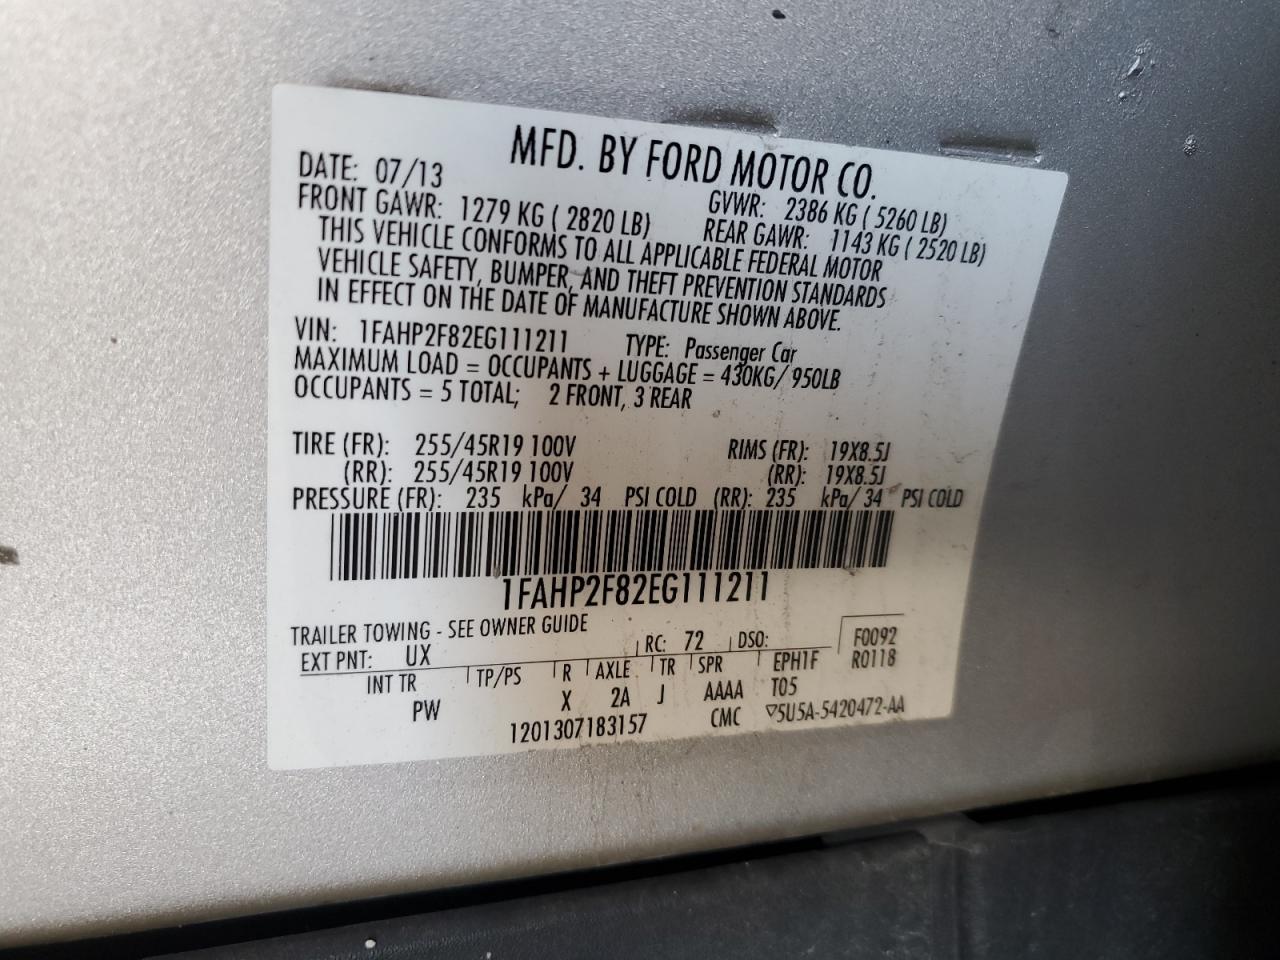 MFD. BY FORD MOTOR CO.
DATE: 07/13 GVWR: 2386 KG ( 5260 LB)
FRONT GAWR: 1279 KG ( 2820 LB) REAR GAWR: 1143 KG ( 2520 LB)
THIS VEHICLE CONFORMS TO ALL APPLICABLE FEDERAL MOTOR
VEHICLE SAFETY, BUMPER, AND THEFT PREVENTION STANDARDS
IN EFFECT ON THE DATE OF MANUFACTURE SHOWN ABOVE.
VIN: 1FAHP2F82EG111211 TYPE: Passenger Car
MAXIMUM LOAD = OCCUPANTS + LUGGAGE = 430KG/ 950LB
OCCUPANTS = 5 TOTAL; 2 FRONT, 3 REAR
TIRE (FR): 255/45R19 100V RIMS (FR): 19X8.5J
(RR): 255/45R19 100V (RR): 19X8.5J
PRESSURE (FR): 235 kPa/ 34 PSI COLD (RR): 235 kPa/ 34 PSI COLD
1FAHP2F82EG111211
TRAILER TOWING - SEE OWNER GUIDE
EXT PNT: UX RC: 72 DSO: F0092
INT TR TP/PS R AXLE TR SPR EPH1F R0118
PW X 2A J AAAA T05
1201307183157 CMC ▽5U5A-5420472-AA